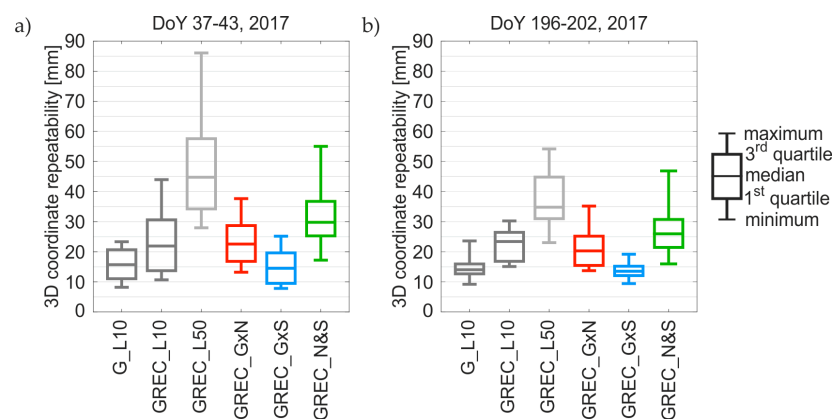 a)
DoY 37-43, 2017
3D coordinate repeatability [mm]
90
80
70
60
50
40
30
20
10
0
G_L10
GREC_L10
GREC_L50
GREC_GxN
GREC_GxS
GREC_N&S
b)
DoY 196-202, 2017
3D coordinate repeatability [mm]
90
80
70
60
50
40
30
20
10
0
G_L10
GREC_L10
GREC_L50
GREC_GxN
GREC_GxS
GREC_N&S
maximum
3rd quartile
median
1st quartile
minimum